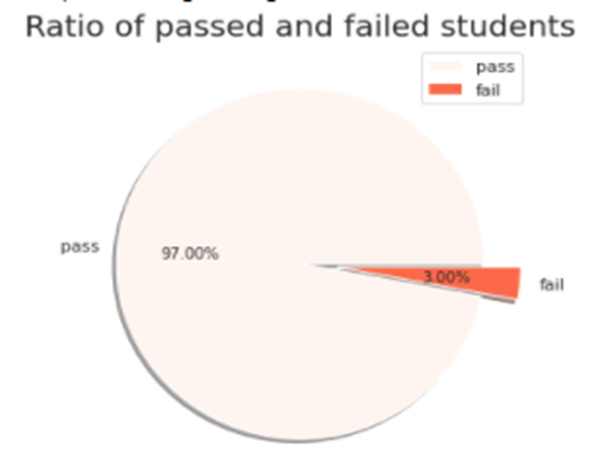 Ratio of passed and failed students
pass
fail
pass
97.00%
3.00%
fail